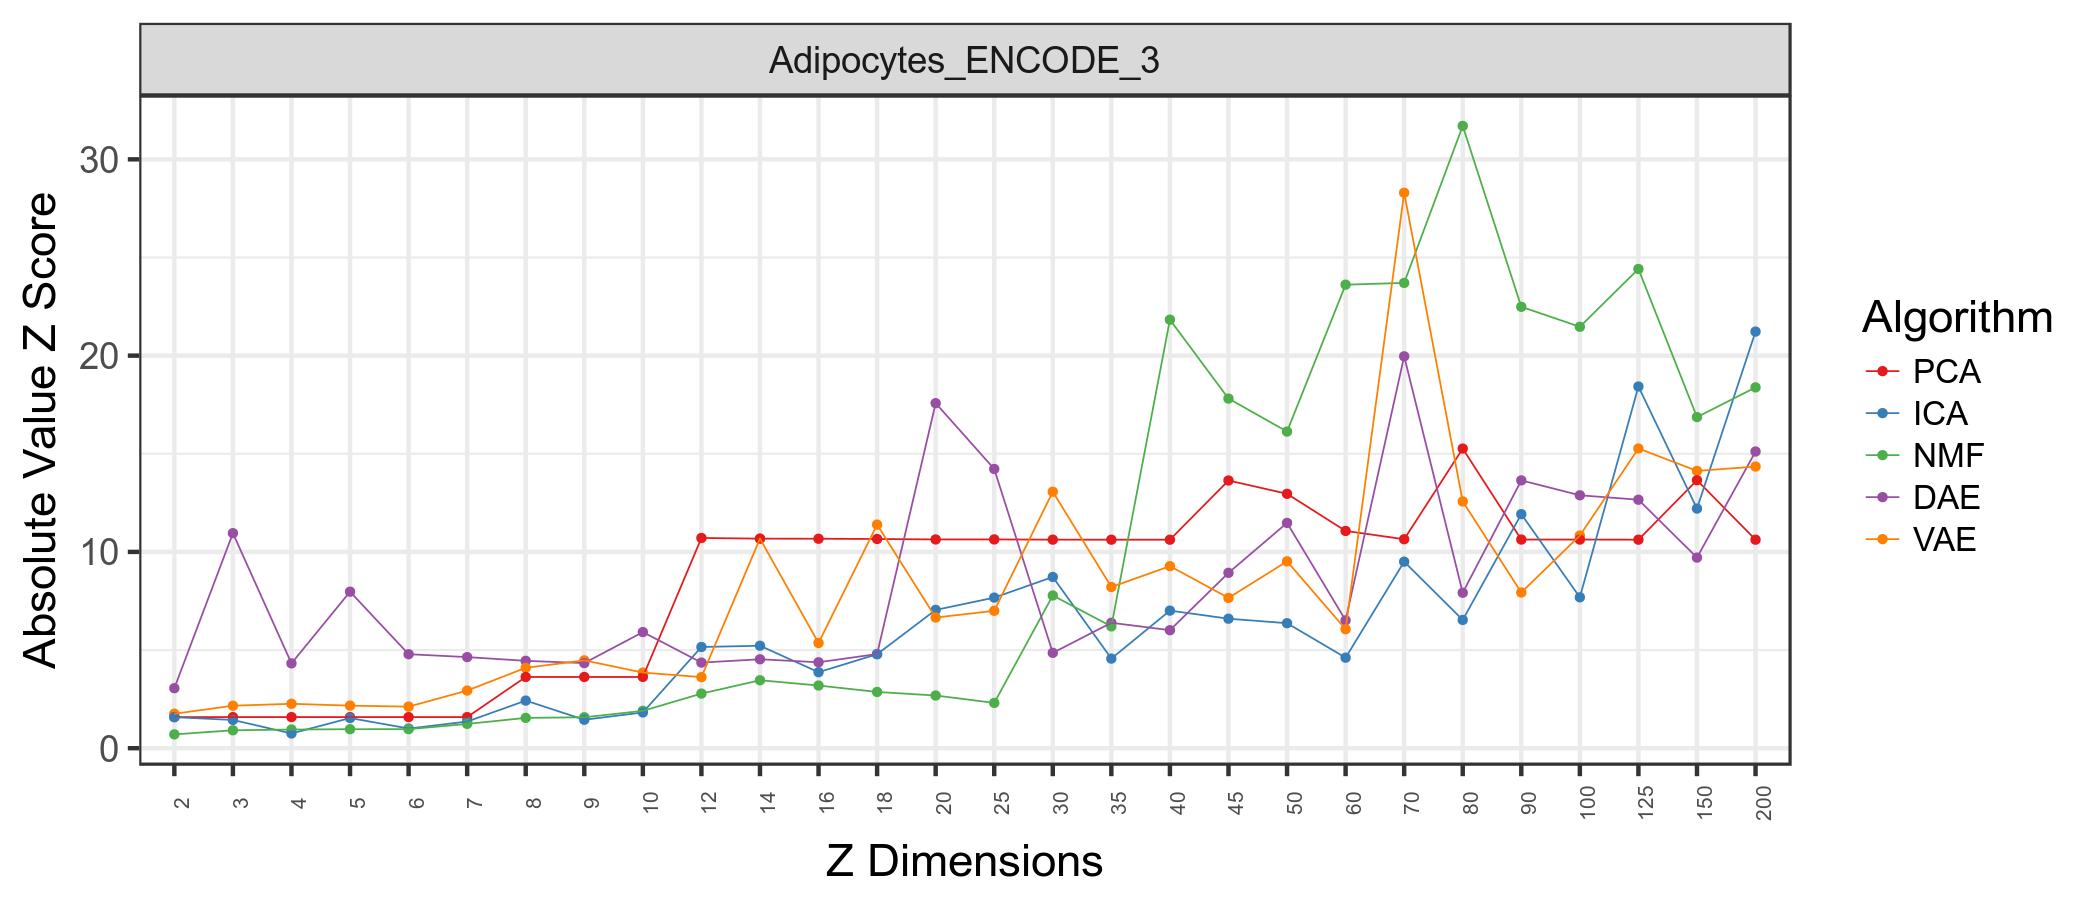 Adipocytes_ENCODE_3
Absolute Value Z Score
30
20
10
0
2 3 4 5 6 7 8 9 10 12 14 16 18 20 25 30 35 40 45 50 60 70 80 90 100 125 150 200
Z Dimensions
Algorithm
PCA
ICA
NMF
DAE
VAE